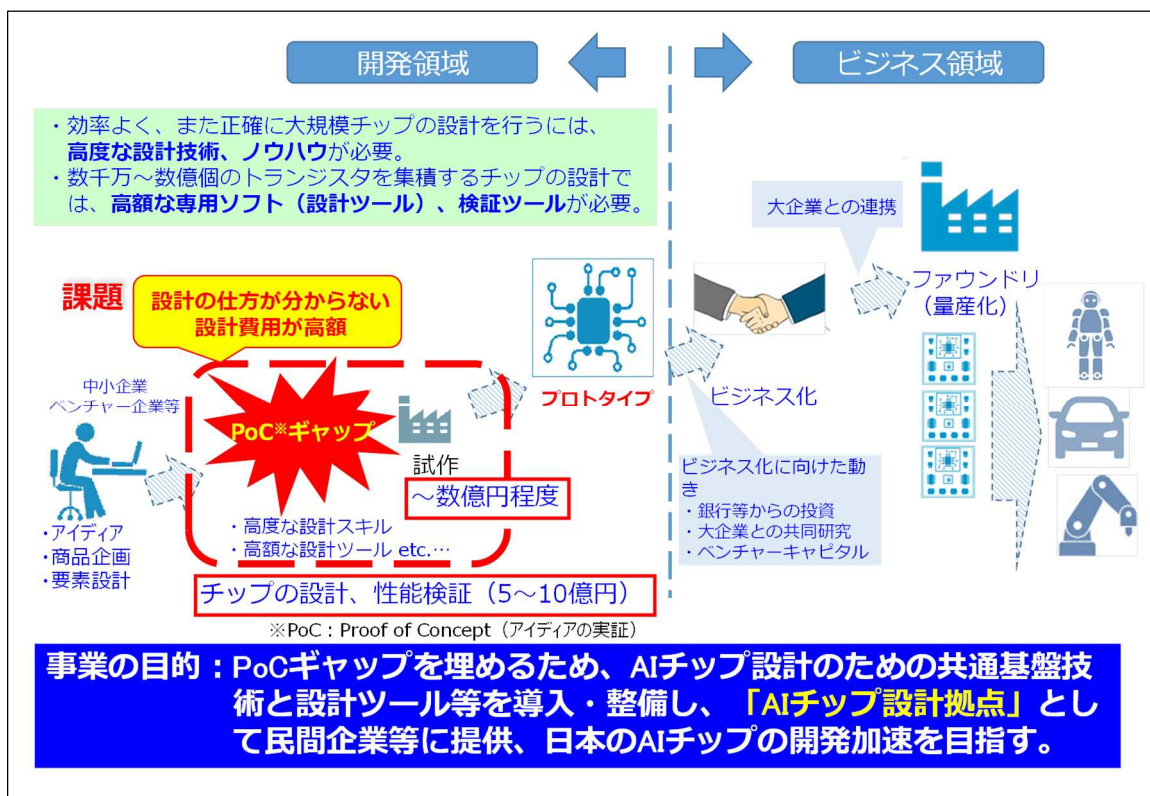 開発領域
ビジネス領域
・効率よく、また正確に大規模チップの設計を行うには、
高度な設計技術、ノウハウが必要。
・数千万～数億個のトランジスタを集積するチップの設計で
は、高額な専用ソフト（設計ツール）、検証ツールが必要。
課題
設計の仕方が分からない
設計費用が高額
中小企業
ベンチャー企業等
・アイディア
・商品企画
・要素設計
PoC※ギャップ
試作
～数億円程度
・高度な設計スキル
・高額な設計ツール etc.…
チップの設計、性能検証（5～10億円）
※PoC：Proof of Concept（アイディアの実証）
プロトタイプ
ビジネス化
ビジネス化に向けた動
き
・銀行等からの投資
・大企業との共同研究
・ベンチャーキャピタル
大企業との連携
ファウンドリ
（量産化）
事業の目的：PoCギャップを埋めるため、AIチップ設計のための共通基盤技
術と設計ツール等を導入・整備し、「AIチップ設計拠点」とし
て民間企業等に提供、日本のAIチップの開発加速を目指す。